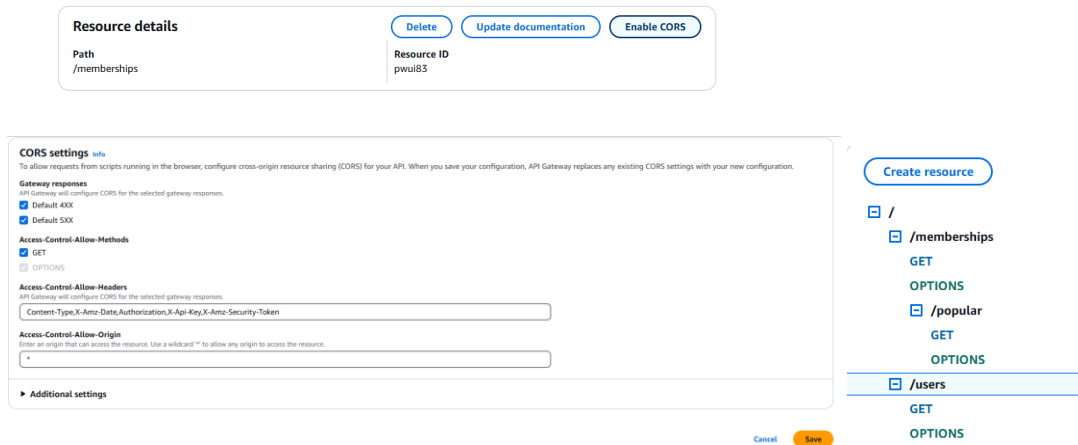 Resource details
Delete
Update documentation
Enable CORS
Path
/memberships
Resource ID
pwui83
CORS settings Info
To allow requests from scripts running in the browser, configure cross-origin resource sharing (CORS) for your API. When you save your configuration, API Gateway replaces any existing CORS settings with your new configuration.
Gateway responses
API Gateway will configure CORS for the selected gateway responses.
Default 4XX
Default 5XX
Access-Control-Allow-Methods
GET
OPTIONS
Access-Control-Allow-Headers
API Gateway will configure CORS for the selected gateway responses.
Content-Type,X-Amz-Date,Authorization,X-Api-Key,X-Amz-Security-Token
Access-Control-Allow-Origin
Enter an origin that can access the resource. Use a wildcard '*' to allow any origin to access the resource.
*
Additional settings
Cancel
Save
Create resource
/
/memberships
GET
OPTIONS
/popular
GET
OPTIONS
/users
GET
OPTIONS